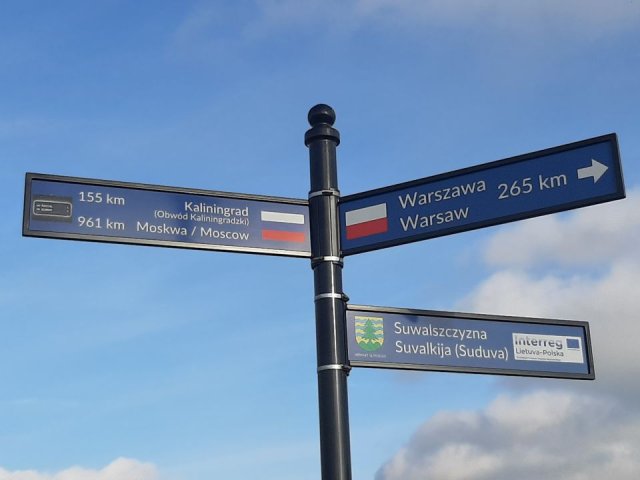 155 km Kaliningrad
(Obwód Kaliningradzki)
961 km Moskwa / Moscow
Warszawa
Warsaw
265 km
Suwalszczyzna
Suvalkija (Suduva)
Interreg
Lietuva-Polska